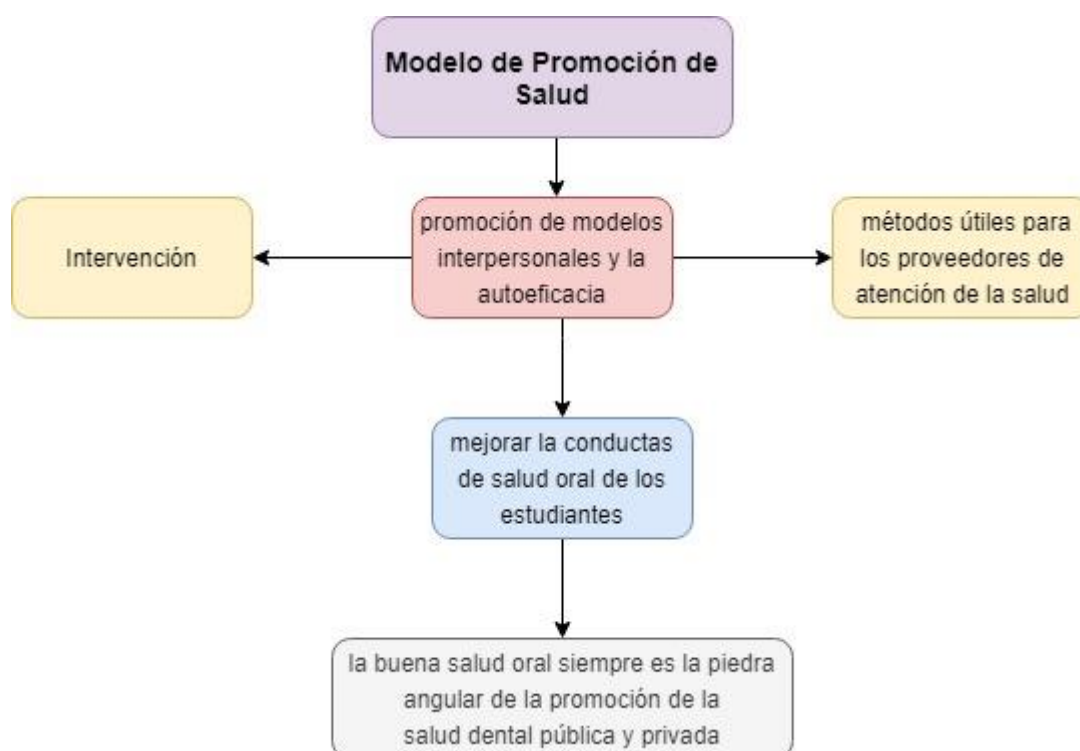 Modelo de Promoción de
Salud
Intervención
promoción de modelos
interpersonales y la
autoeficacia
métodos útiles para
los proveedores de
atención de la salud
mejorar la conductas
de salud oral de los
estudiantes
la buena salud oral siempre es la piedra
angular de la promoción de la
salud dental pública y privada